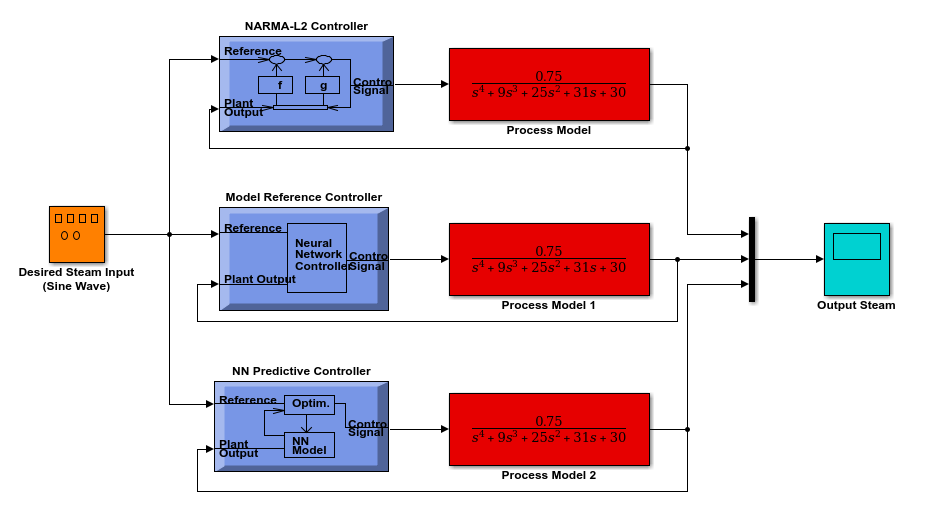 NARMA-L2 Controller
Reference
f
g
Contro
Signal
Plant
Output
0.75
s⁴ + 9s³ + 25s² + 31s + 30
Process Model
Model Reference Controller
Reference
Neural
Network
Controller
Contro
Signal
Plant Output
0.75
s⁴ + 9s³ + 25s² + 31s + 30
Process Model 1
Desired Steam Input
(Sine Wave)
Output Steam
NN Predictive Controller
Reference
Optim.
Contro
Signal
Plant
Output
NN
Model
0.75
s⁴ + 9s³ + 25s² + 31s + 30
Process Model 2